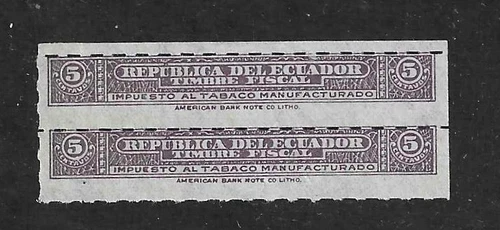 5 REPUBLICA DEL ECUADOR 5
CENTAVOS TIMBRE FISCAL CENTAVOS
IMPUESTO AL TABACO MANUFACTURADO
AMERICAN BANK NOTE CO. LITHO.
5 REPUBLICA DEL ECUADOR 5
CENTAVOS TIMBRE FISCAL CENTAVOS
IMPUESTO AL TABACO MANUFACTURADO
AMERICAN BANK NOTE CO. LITHO.